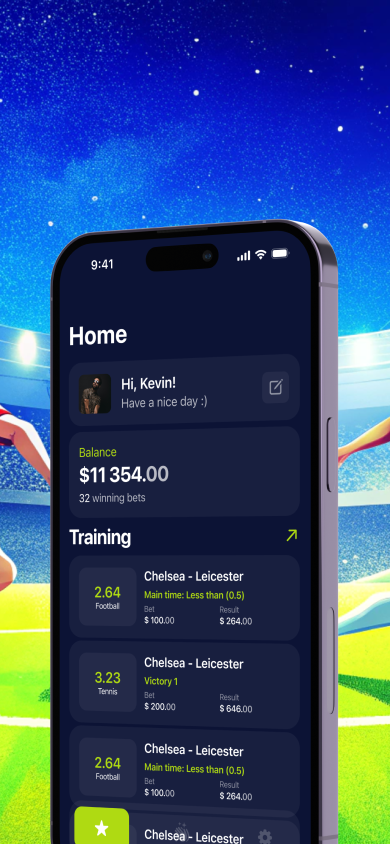 9:41
Home
Hi, Kevin!
Have a nice day :)
Balance
$11 354.00
32 winning bets
Training
2.64
Football
Chelsea - Leicester
Main time: Less than (0.5)
Bet Result
$ 100.00 $ 264.00
3.23
Tennis
Chelsea - Leicester
Victory 1
Bet Result
$ 200.00 $ 646.00
2.64
Football
Chelsea - Leicester
Main time: Less than (0.5)
Bet Result
$ 100.00 $ 264.00
Chelsea - Leicester